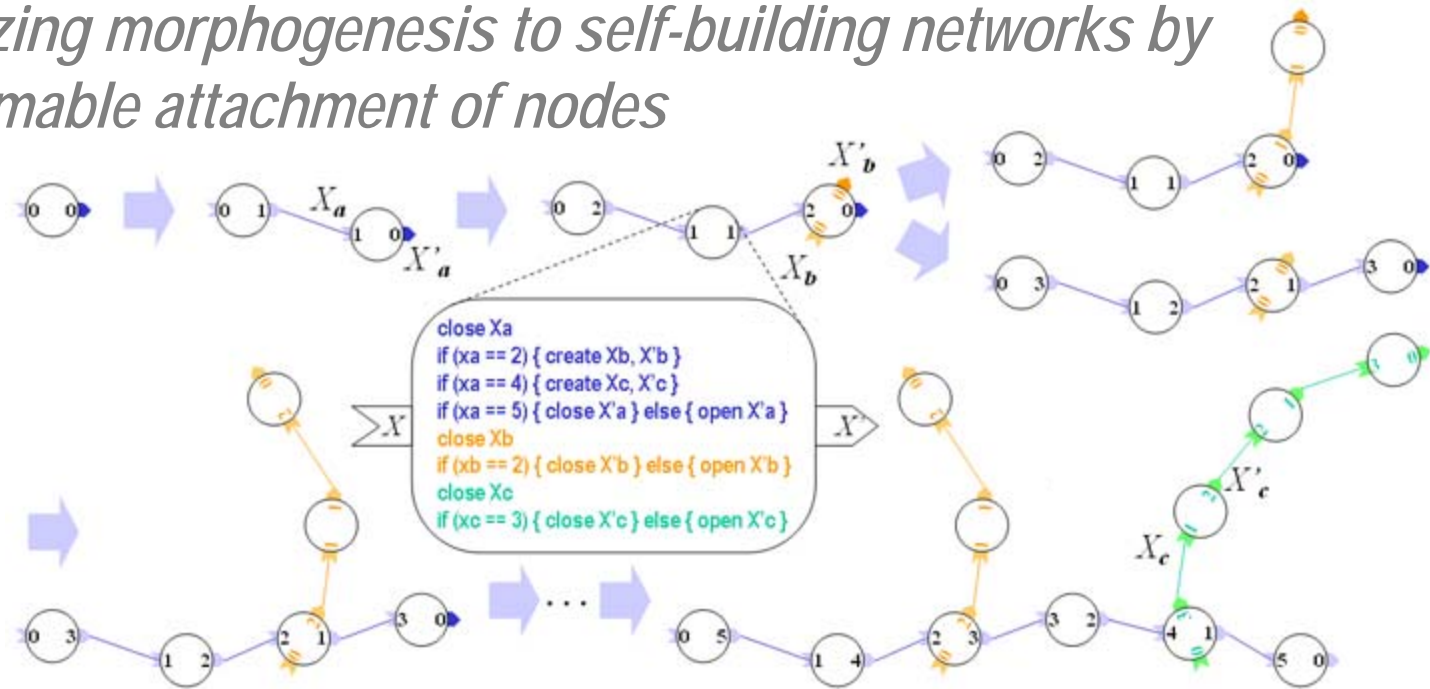 zing morphogenesis to self-building networks by
mable attachment of nodes
X'b
0 0
0 1
Xa
1 0
X'a
0 2
1 1
2 0
Xb
0 2
1 1
2 0
0 3
1 2
2 1
3 0
close Xa
if (xa == 2) { create Xb, X'b }
if (xa == 4) { create Xc, X'c }
if (xa == 5) { close X'a } else { open X'a }
close Xb
if (xb == 2) { close X'b } else { open X'b }
close Xc
if (xc == 3) { close X'c } else { open X'c }
X
X'
X'c
Xc
0 3
1 2
2 1
3 0
...
0 5
1 4
2 3
3 2
4 1
5 0